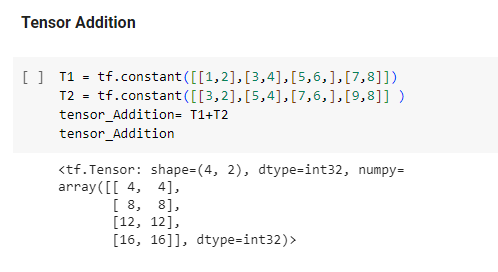 Tensor Addition
[ ] T1 = tf.constant([[1,2],[3,4],[5,6,],[7,8]])
T2 = tf.constant([[3,2],[5,4],[7,6,],[9,8]] )
tensor_Addition= T1+T2
tensor_Addition
<tf.Tensor: shape=(4, 2), dtype=int32, numpy=
array([[ 4,  4],
       [ 8,  8],
       [12, 12],
       [16, 16]], dtype=int32)>